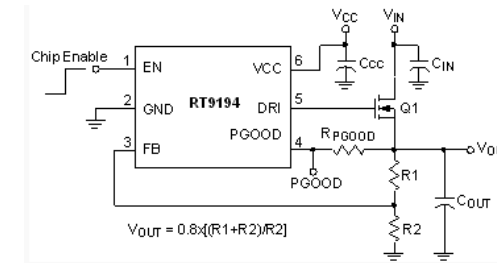 VCC
VIN
Chip Enable
1
EN
VCC
6
CCC
CIN
2
GND
RT9194
DRI
5
Q1
PGOOD
4
RPGOOD
3
FB
PGOOD
R1
COUT
R2
VOUT = 0.8x[(R1+R2)/R2]